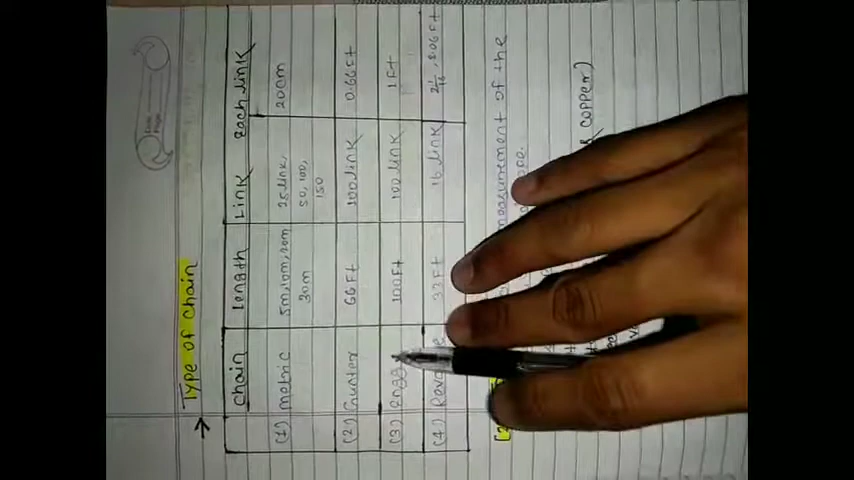 → Type of chain
chain length Link each link
(1) metric 5m, 10m, 20m 25 link, 20cm
30m 50, 100,
150
(2) Gunter 66 Ft 100 link 0.66 Ft
(3) 100 Ft 100 link 1 Ft
(4) 33 Ft 16 link
measurement of the
copper)